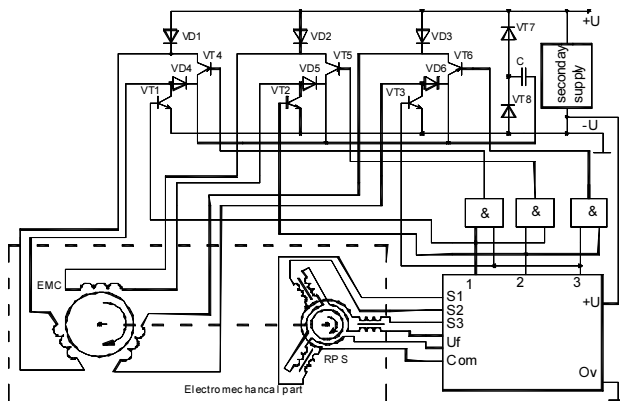 +U
VD1
VD2
VD3
VT7
VT4
VT5
VT6
C
seconday
supply
VD4
VD5
VD6
VT1
VT2
VT3
VT8
-U
&
&
&
1
2
3
EMC
S1
S2
S3
Uf
Com
+U
RPS
Ov
Electromechancal part